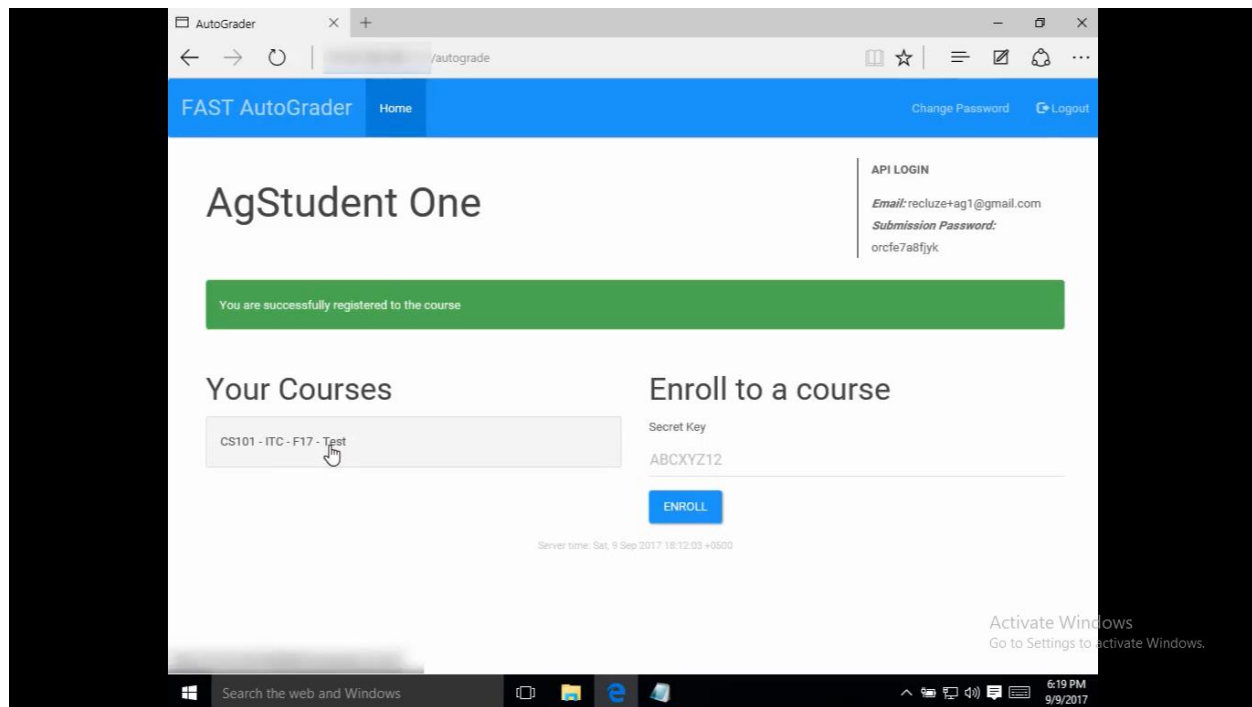 AutoGrader
/autograde
FAST AutoGrader Home Change Password Logout
AgStudent One
API LOGIN
Email: recluze+ag1@gmail.com
Submission Password:
orcfe7a8fjyk
You are successfully registered to the course
Your Courses
CS101 - ITC - F17 - Test
Enroll to a course
Secret Key
ABCXYZ12
ENROLL
Server time: Sat, 9 Sep 2017 18:12:03 +0500
Activate Windows
Go to Settings to activate Windows.
Search the web and Windows
6:19 PM
9/9/2017